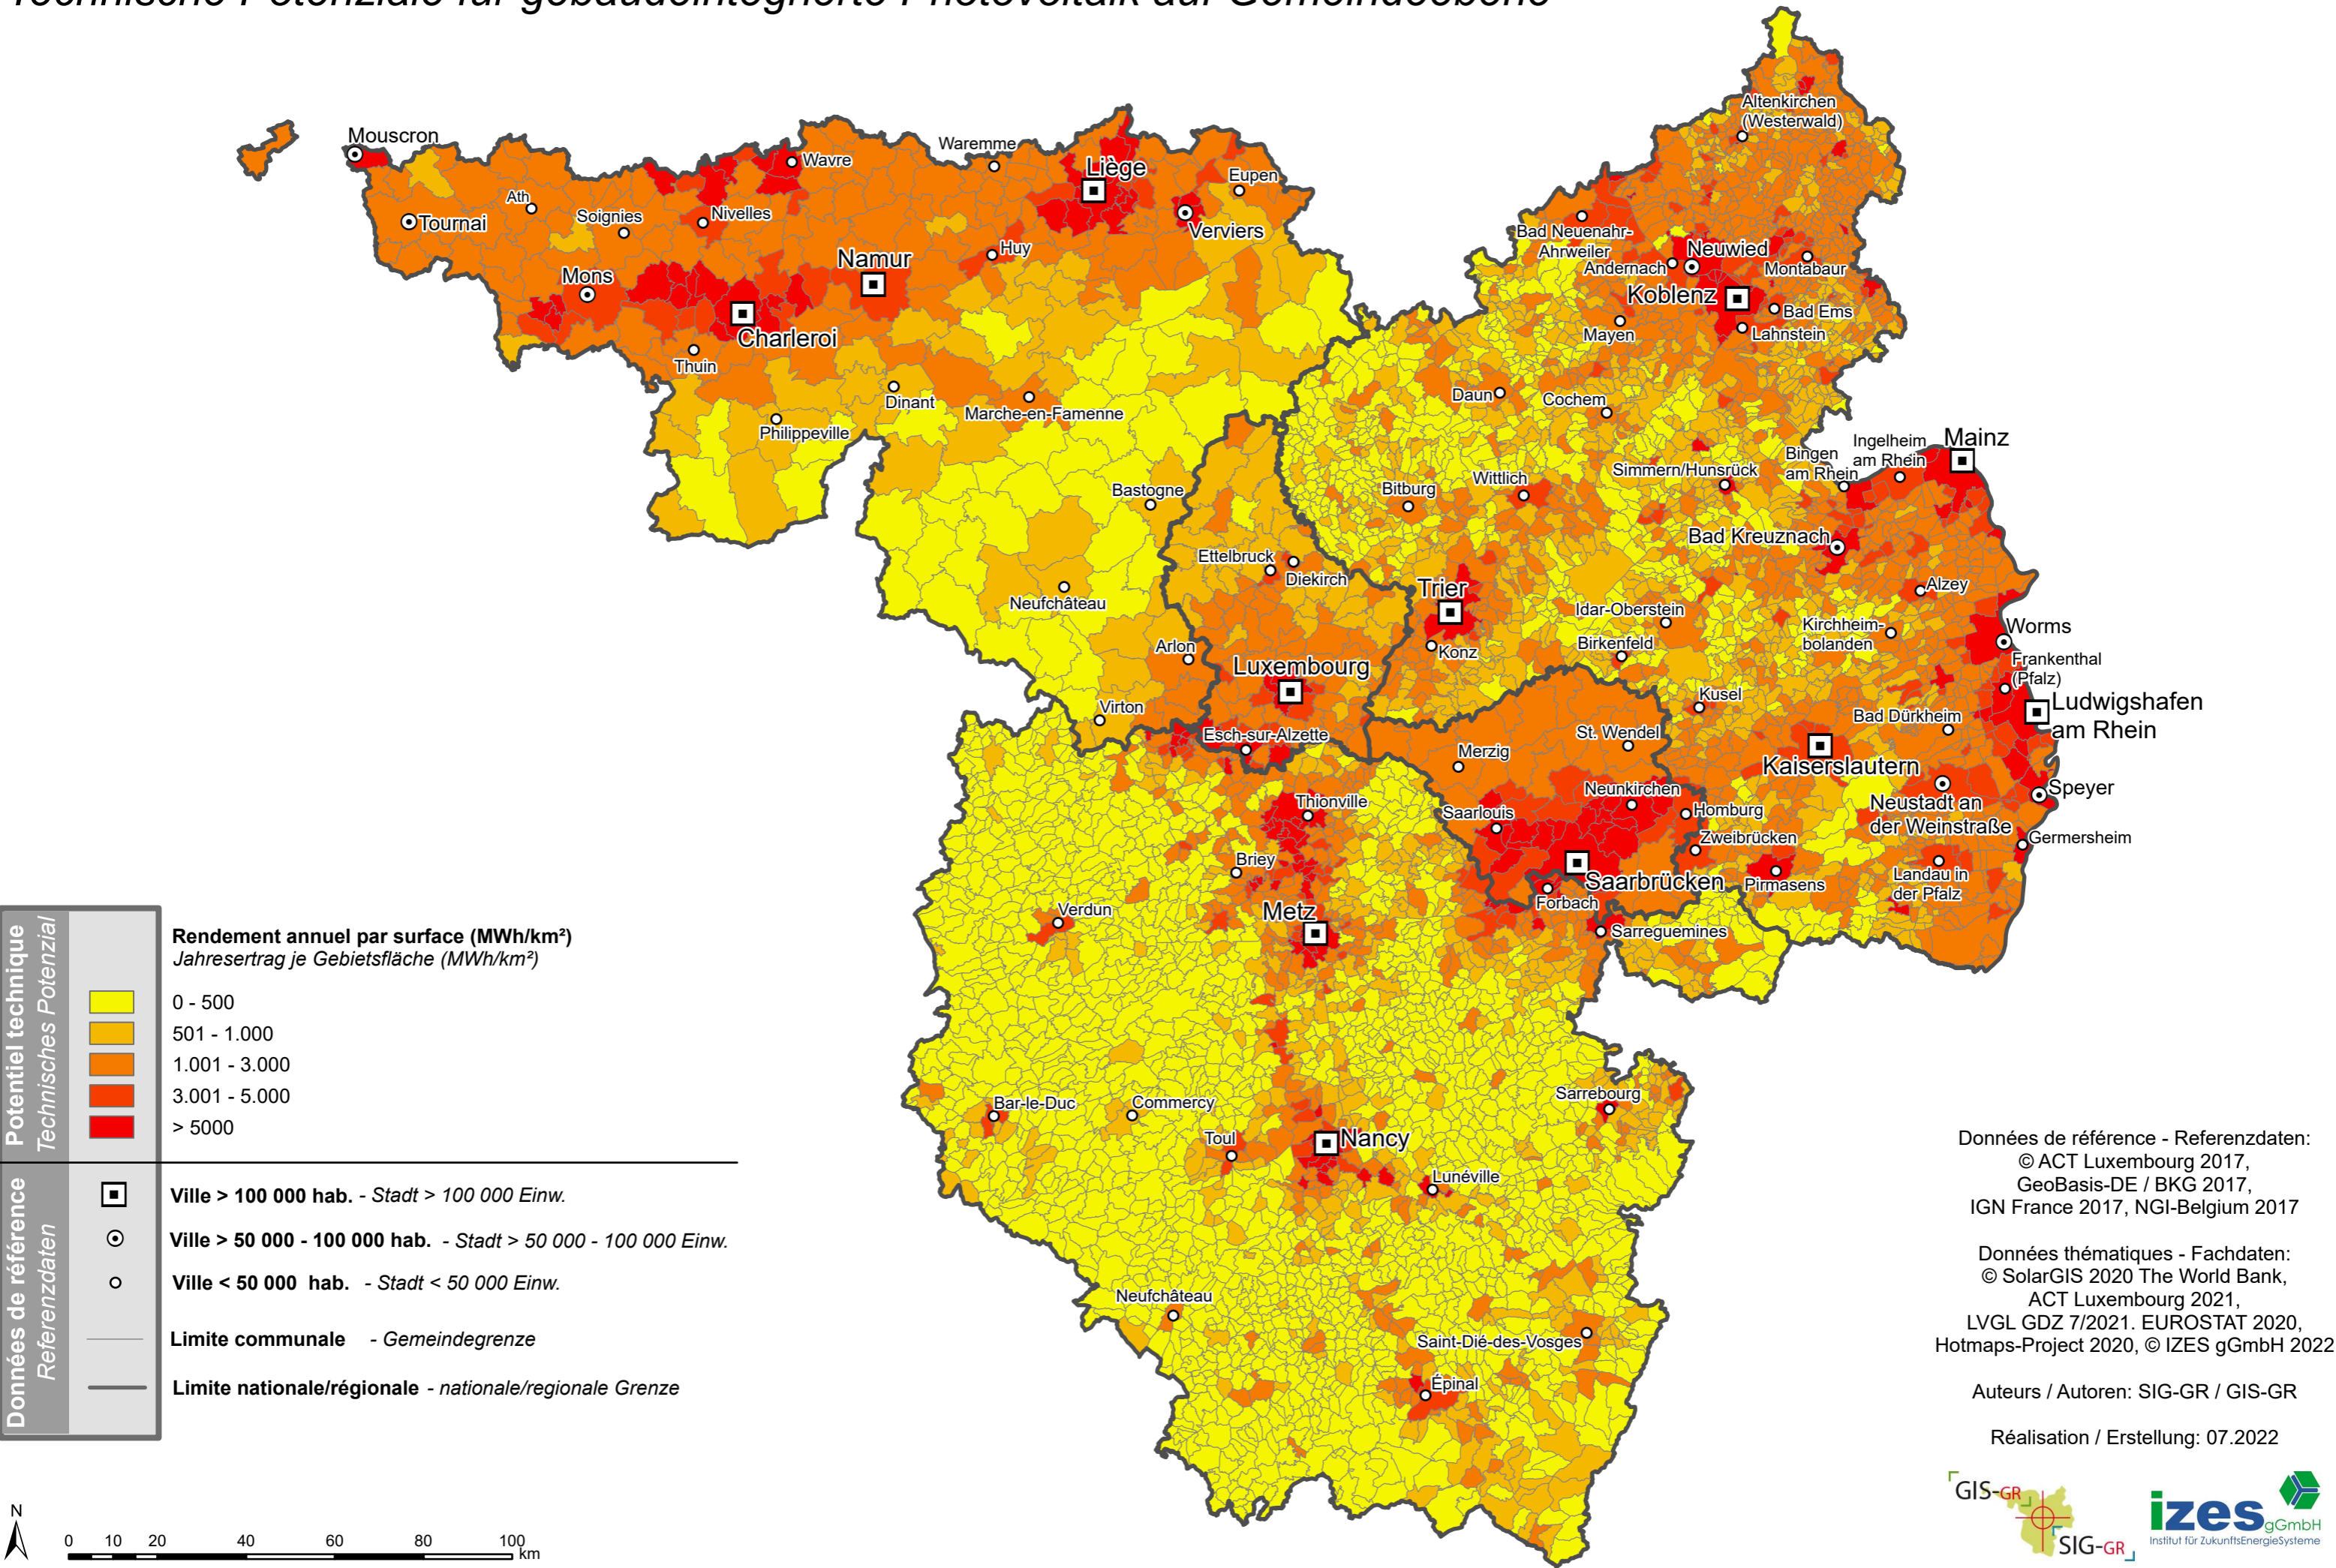 Technische Potenziale für gebäudeintegrierte Photovoltaik auf Gemeindeebene
Mouscron
Tournai
Ath
Soignies
Mons
Nivelles
Wavre
Waremme
Liège
Eupen
Verviers
Huy
Namur
Charleroi
Thuin
Philippeville
Dinant
Marche-en-Famenne
Bastogne
Neufchâteau
Arlon
Virton
Ettelbruck
Diekirch
Luxembourg
Esch-sur-Alzette
Altenkirchen
(Westerwald)
Bad Neuenahr-
Ahrweiler
Neuwied
Andernach
Montabaur
Koblenz
Bad Ems
Lahnstein
Mayen
Daun
Cochem
Bitburg
Wittlich
Simmern/Hunsrück
Bingen
am Rhein
Ingelheim
am Rhein
Mainz
Bad Kreuznach
Alzey
Trier
Konz
Idar-Oberstein
Birkenfeld
Kirchheim-
bolanden
Worms
Frankenthal
(Pfalz)
Ludwigshafen
am Rhein
Kusel
Bad Dürkheim
Kaiserslautern
Neustadt an
der Weinstraße
Speyer
Germersheim
Landau in
der Pfalz
Pirmasens
Zweibrücken
Homburg
Neunkirchen
St. Wendel
Merzig
Saarlouis
Saarbrücken
Forbach
Sarreguemines
Thionville
Briey
Verdun
Metz
Bar-le-Duc
Commercy
Toul
Nancy
Lunéville
Sarrebourg
Neufchâteau
Saint-Dié-des-Vosges
Épinal
Potentiel technique
Technisches Potenzial
Rendement annuel par surface (MWh/km²)
Jahresertrag je Gebietsfläche (MWh/km²)
0 - 500
501 - 1.000
1.001 - 3.000
3.001 - 5.000
> 5000
Données de référence
Referenzdaten
Ville > 100 000 hab. - Stadt > 100 000 Einw.
Ville > 50 000 - 100 000 hab. - Stadt > 50 000 - 100 000 Einw.
Ville < 50 000 hab. - Stadt < 50 000 Einw.
Limite communale - Gemeindegrenze
Limite nationale/régionale - nationale/regionale Grenze
N
0 10 20 40 60 80 100
km
Données de référence - Referenzdaten:
© ACT Luxembourg 2017,
GeoBasis-DE / BKG 2017,
IGN France 2017, NGI-Belgium 2017
Données thématiques - Fachdaten:
© SolarGIS 2020 The World Bank,
ACT Luxembourg 2021,
LVGL GDZ 7/2021. EUROSTAT 2020,
Hotmaps-Project 2020, © IZES gGmbH 2022
Auteurs / Autoren: SIG-GR / GIS-GR
Réalisation / Erstellung: 07.2022
GIS-GR
SIG-GR
izes gGmbH
Institut für ZukunftsEnergieSysteme